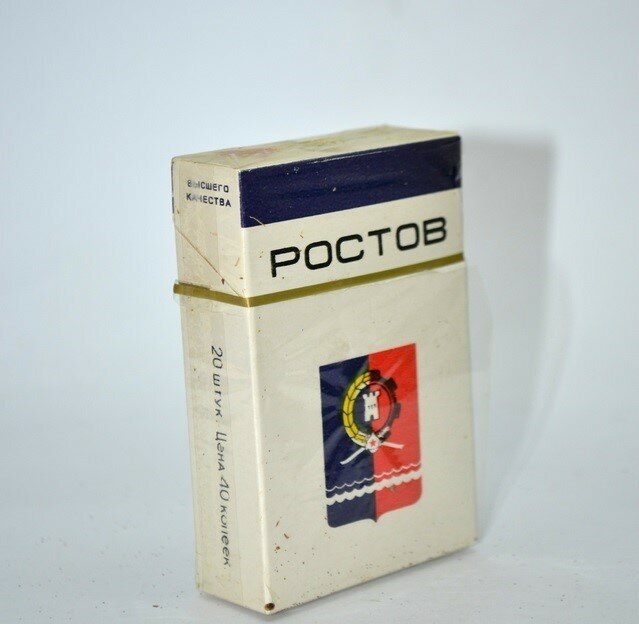 ВЫСШЕГО
КАЧЕСТВА
РОСТОВ
20 ШТУК. ЦЕНА 40 КОПЕЕК